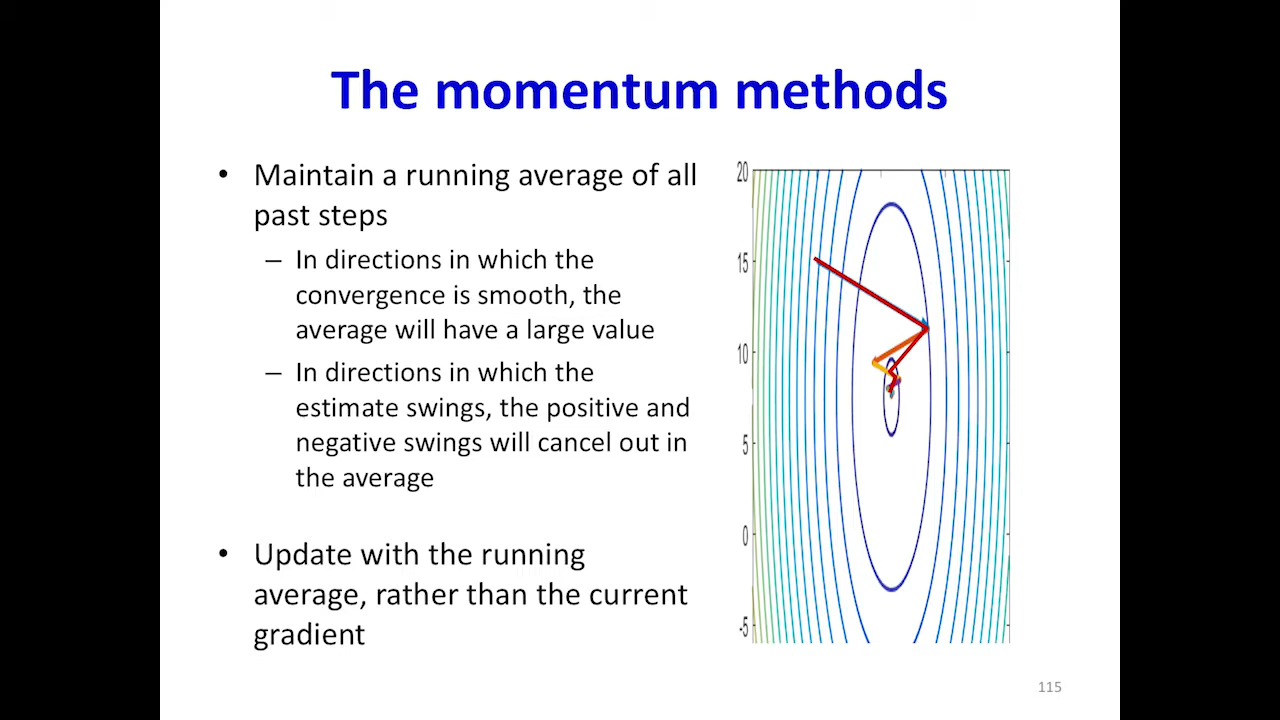 The momentum methods
• Maintain a running average of all
past steps
– In directions in which the
convergence is smooth, the
average will have a large value
– In directions in which the
estimate swings, the positive and
negative swings will cancel out in
the average
• Update with the running
average, rather than the current
gradient
20
15
10
5
0
-5
115